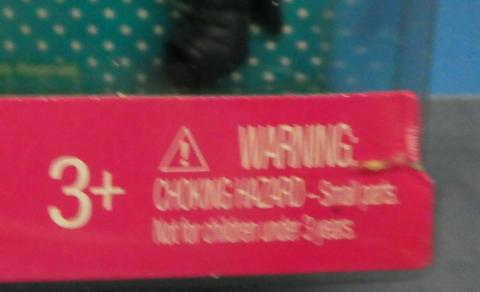 3+
WARNING:
CHOKING HAZARD - Small parts.
Not for children under 3 years.